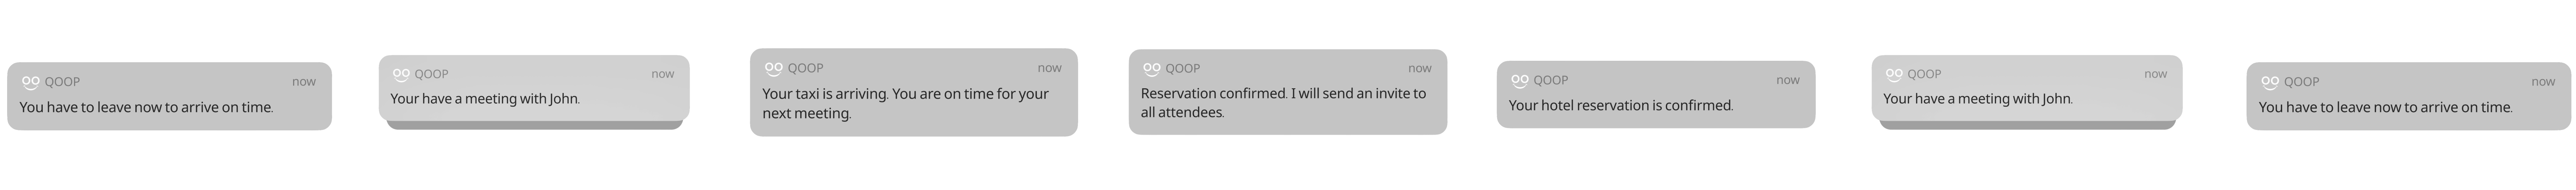 QOOP now
You have to leave now to arrive on time.
QOOP now
Your have a meeting with John.
QOOP now
Your taxi is arriving. You are on time for your
next meeting.
QOOP now
Reservation confirmed. I will send an invite to
all attendees.
QOOP now
Your hotel reservation is confirmed.
QOOP now
Your have a meeting with John.
QOOP now
You have to leave now to arrive on time.